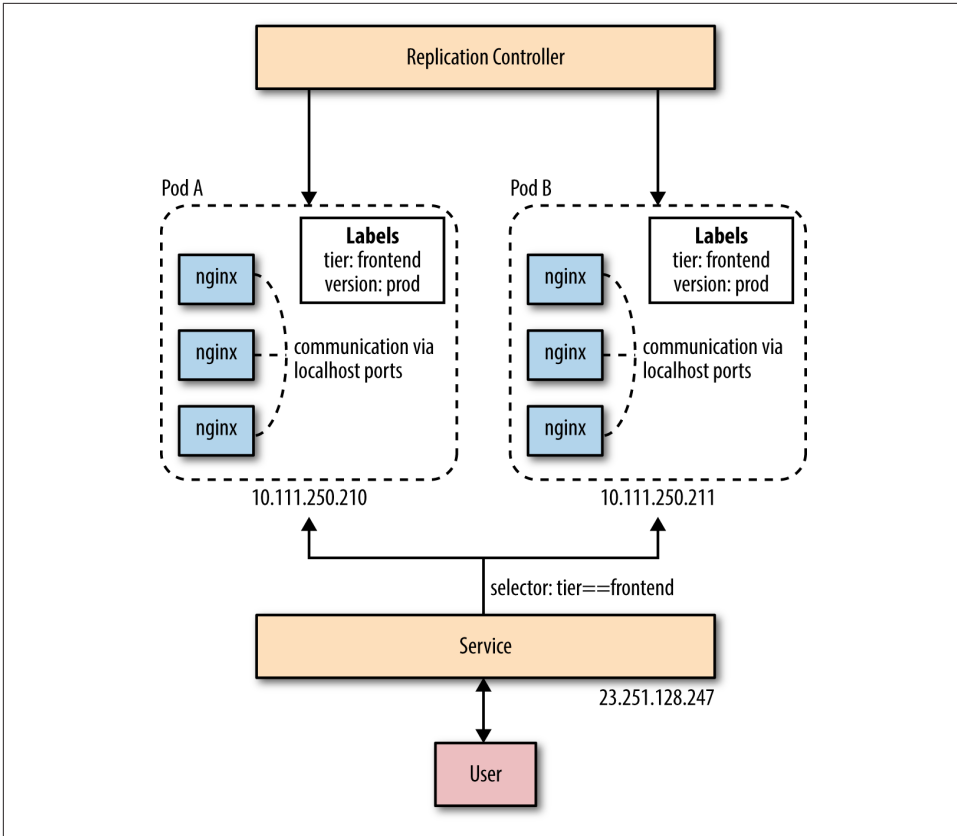 Replication Controller
Pod A
Pod B
Labels
tier: frontend
version: prod
nginx
nginx
nginx
communication via
localhost ports
Labels
tier: frontend
version: prod
nginx
nginx
nginx
communication via
localhost ports
10.111.250.210
10.111.250.211
selector: tier==frontend
Service
23.251.128.247
User